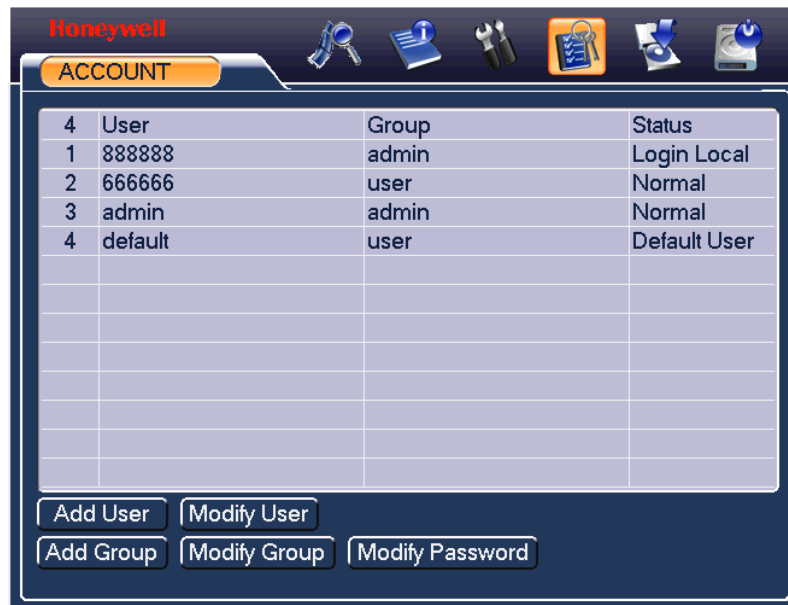 Honeywell
ACCOUNT
4 User Group Status
1 888888 admin Login Local
2 666666 user Normal
3 admin admin Normal
4 default user Default User
Add User Modify User
Add Group Modify Group Modify Password